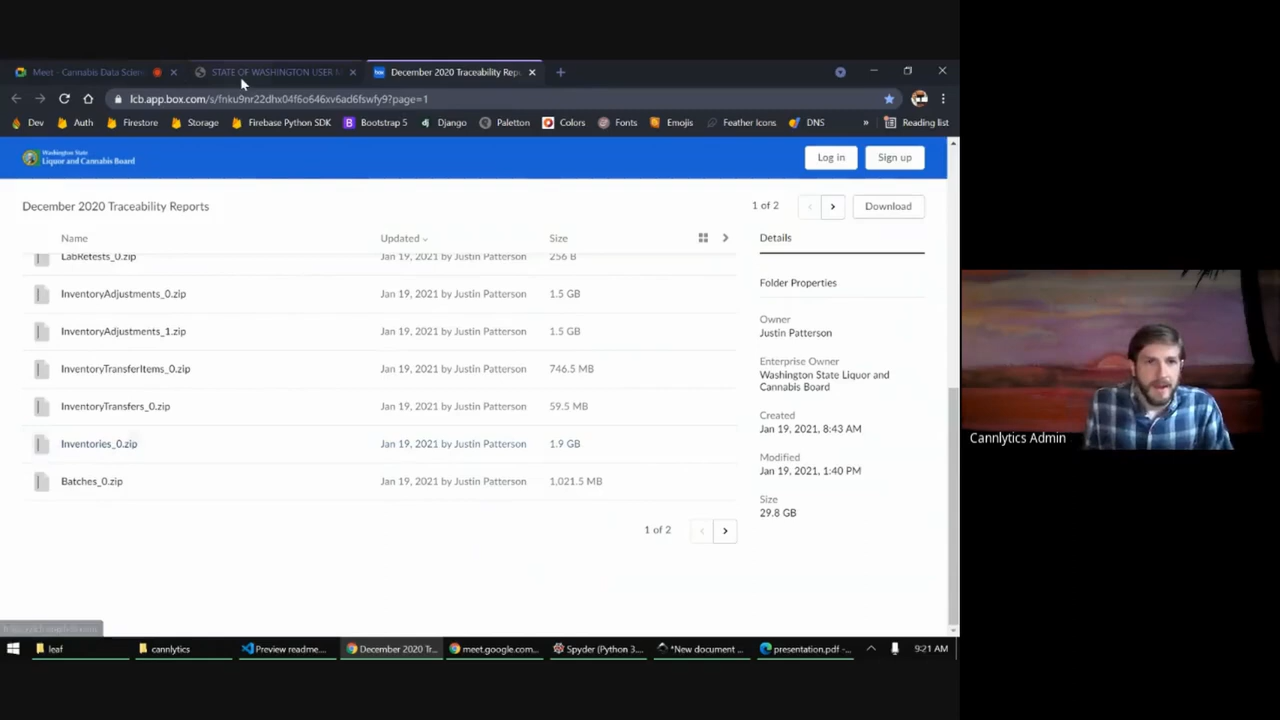 Meet - Cannabis Data Scien
STATE OF WASHINGTON USER M
December 2020 Traceability Repo
lcb.app.box.com/s/fnku9nr22dhx04f6o646xv6ad6fswfy9?page=1
Dev Auth Firestore Storage Firebase Python SDK Bootstrap 5 Django Paletton Colors Fonts Emojis Feather Icons DNS » Reading list
Washington State
Liquor and Cannabis Board
Log in Sign up
December 2020 Traceability Reports
1 of 2
Download
Name Updated Size
Details
LabRetests_0.zip Jan 19, 2021 by Justin Patterson 256 B
InventoryAdjustments_0.zip Jan 19, 2021 by Justin Patterson 1.5 GB
InventoryAdjustments_1.zip Jan 19, 2021 by Justin Patterson 1.5 GB
InventoryTransferItems_0.zip Jan 19, 2021 by Justin Patterson 746.5 MB
InventoryTransfers_0.zip Jan 19, 2021 by Justin Patterson 59.5 MB
Inventories_0.zip Jan 19, 2021 by Justin Patterson 1.9 GB
Batches_0.zip Jan 19, 2021 by Justin Patterson 1,021.5 MB
1 of 2
Folder Properties
Owner
Justin Patterson
Enterprise Owner
Washington State Liquor and
Cannabis Board
Created
Jan 19, 2021, 8:43 AM
Modified
Jan 19, 2021, 1:40 PM
Size
29.8 GB
Cannlytics Admin
leaf cannlytics Preview readme... December 2020 Tr... meet.google.com... Spyder (Python 3.... *New document ... presentation.pdf -... 9:21 AM